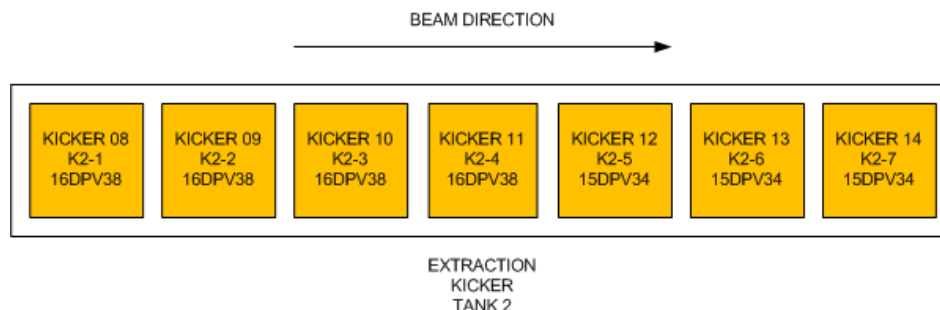 BEAM DIRECTION
KICKER 08
K2-1
16DPV38
KICKER 09
K2-2
16DPV38
KICKER 10
K2-3
16DPV38
KICKER 11
K2-4
16DPV38
KICKER 12
K2-5
15DPV34
KICKER 13
K2-6
15DPV34
KICKER 14
K2-7
15DPV34
EXTRACTION
KICKER
TANK 2